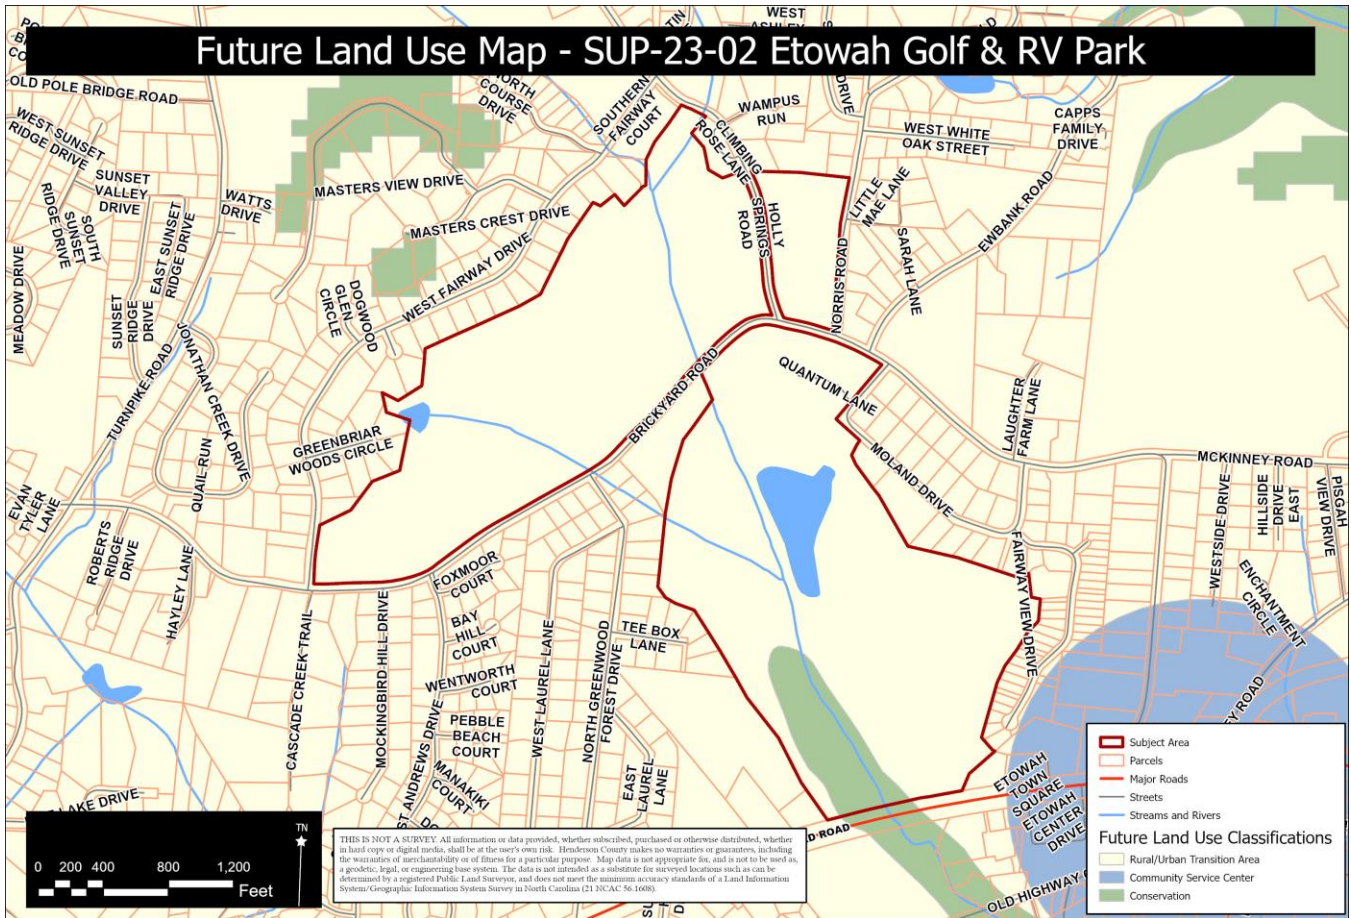 Future Land Use Map - SUP-23-02 Etowah Golf & RV Park
WEST
OLD POLE BRIDGE ROAD
NORTH
COURSE
DRIVE
SOUTHERN
FAIRWAY
COURT
WAMPUS
RUN
DRIVE
CAPPS
FAMILY
DRIVE
WEST WHITE
OAK STREET
WEST SUNSET
RIDGE DRIVE
CLIMBING
ROSE LANE
SUNSET
VALLEY
DRIVE
MASTERS VIEW DRIVE
WATTS
DRIVE
LITTLE
MAE LANE
EWBANK ROAD
SOUTH
SUNSET
RIDGE DRIVE
EAST SUNSET
RIDGE DRIVE
MASTERS CREST DRIVE
HOLLY
SPRINGS
ROAD
SARAH LANE
NORRIS ROAD
MEADOW DRIVE
WEST FAIRWAY DRIVE
SUNSET
RIDGE
DRIVE
DOGWOOD
GLEN
CIRCLE
JONATHAN CREEK DRIVE
TURNPIKE ROAD
BRICKYARD ROAD
QUANTUM LANE
LAUGHTER
FARM LANE
GREENBRIAR
WOODS CIRCLE
QUAIL RUN
MOLAND DRIVE
MCKINNEY ROAD
EVAN
TYLER
LANE
WESTSIDE DRIVE
HILLSIDE
DRIVE
EAST
PISGAH
VIEW DRIVE
ROBERTS
RIDGE
DRIVE
HAYLEY LANE
FOXMOOR
COURT
FAIRWAY VIEW DRIVE
ENCHANTMENT
CIRCLE
CASCADE CREEK TRAIL
MOCKINGBIRD HILL DRIVE
BAY
HILL
COURT
TEE BOX
LANE
WENTWORTH
COURT
WEST LAUREL LANE
NORTH GREENWOOD
FOREST DRIVE
PEBBLE
BEACH
COURT
ANDREWS DRIVE
MANAKIKI
COURT
EAST
LAUREL
LANE
LAKE DRIVE
ETOWAH
TOWN
SQUARE
ETOWAH
CENTER
DRIVE
ROAD
ROAD
OLD HIGHWAY
TN
0 200 400 800 1,200
Feet
THIS IS NOT A SURVEY. All information or data provided, whether subscribed, purchased or otherwise distributed, whether
in hard copy or digital media, shall be at the user's own risk. Henderson County makes no warranties or guarantees, including
the warranties of merchantability or of fitness for a particular purpose. Map data is not appropriate for, and is not to be used as,
a geodetic, legal, or engineering base system. The data is not intended as a substitute for surveyed locations such as can be
determined by a registered Public Land Surveyor, and does not meet the minimum accuracy standards of a Land Information
System/Geographic Information System Survey in North Carolina (21 NCAC 56.1608).
Subject Area
Parcels
Major Roads
Streets
Streams and Rivers
Future Land Use Classifications
Rural/Urban Transition Area
Community Service Center
Conservation